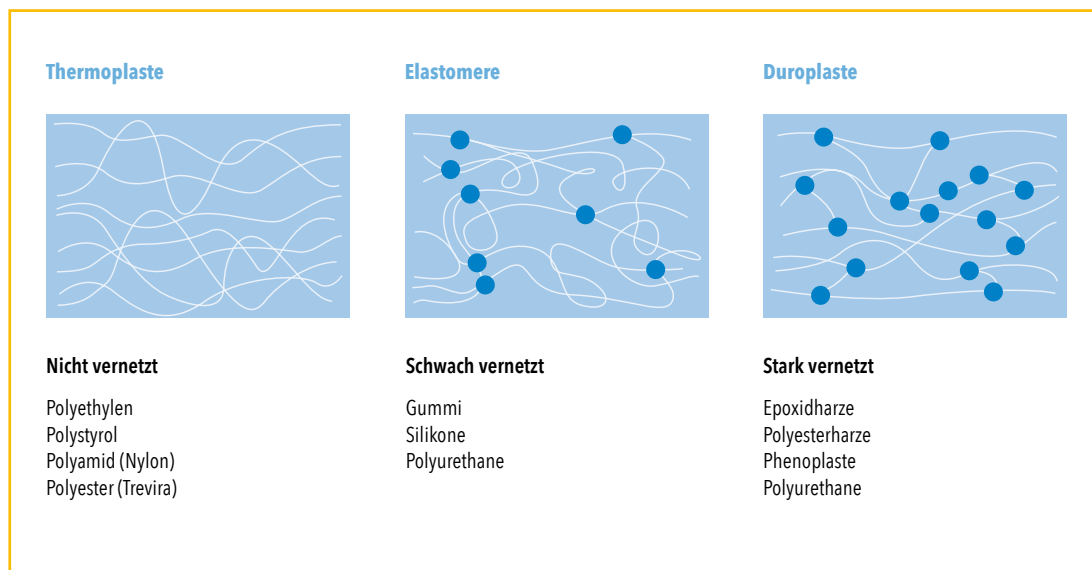 Thermoplaste
Elastomere
Duroplaste
Nicht vernetzt
Polyethylen
Polystyrol
Polyamid (Nylon)
Polyester (Trevira)
Schwach vernetzt
Gummi
Silikone
Polyurethane
Stark vernetzt
Epoxidharze
Polyesterharze
Phenoplaste
Polyurethane